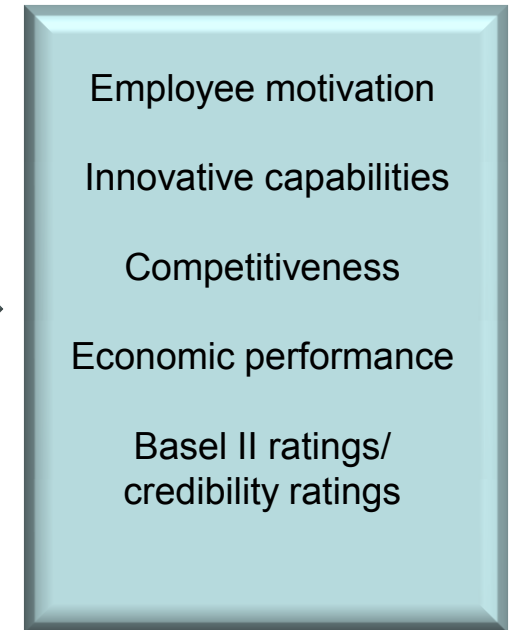 Employee motivation
Innovative capabilities
Competitiveness
Economic performance
Basel II ratings/
credibility ratings